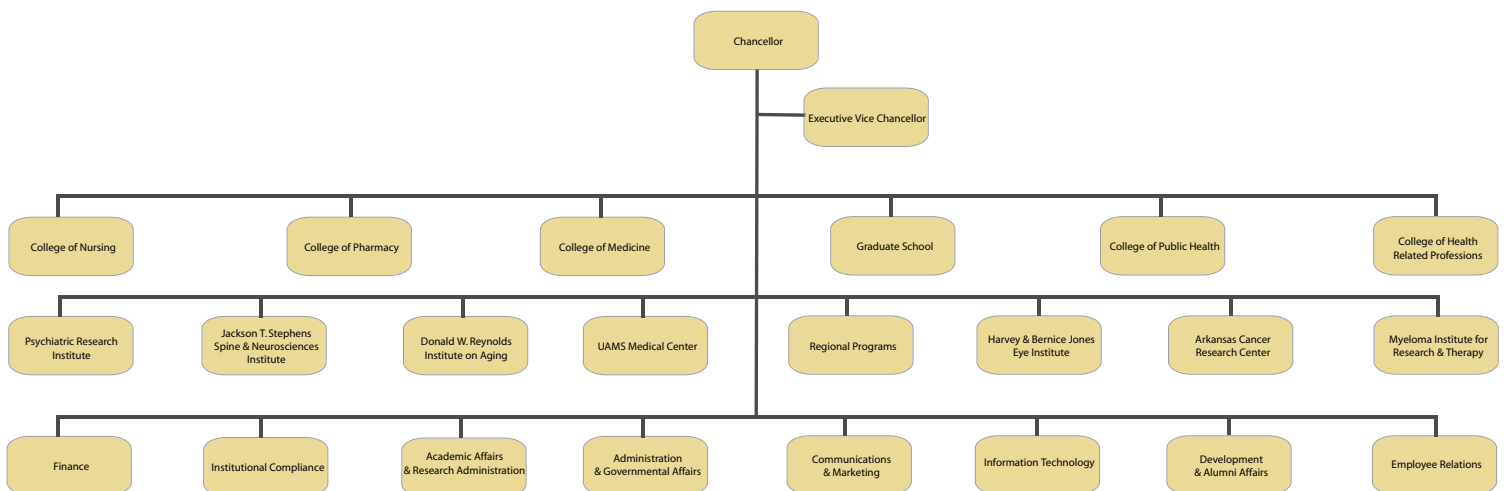 Chancellor
Executive Vice Chancellor
College of Nursing
College of Pharmacy
College of Medicine
Graduate School
College of Public Health
College of Health
Related Professions
Psychiatric Research
Institute
Jackson T. Stephens
Spine & Neurosciences
Institute
Donald W. Reynolds
Institute on Aging
UAMS Medical Center
Regional Programs
Harvey & Bernice Jones
Eye Institute
Arkansas Cancer
Research Center
Myeloma Institute for
Research & Therapy
Finance
Institutional Compliance
Academic Affairs
& Research Administration
Administration
& Governmental Affairs
Communications
& Marketing
Information Technology
Development
& Alumni Affairs
Employee Relations